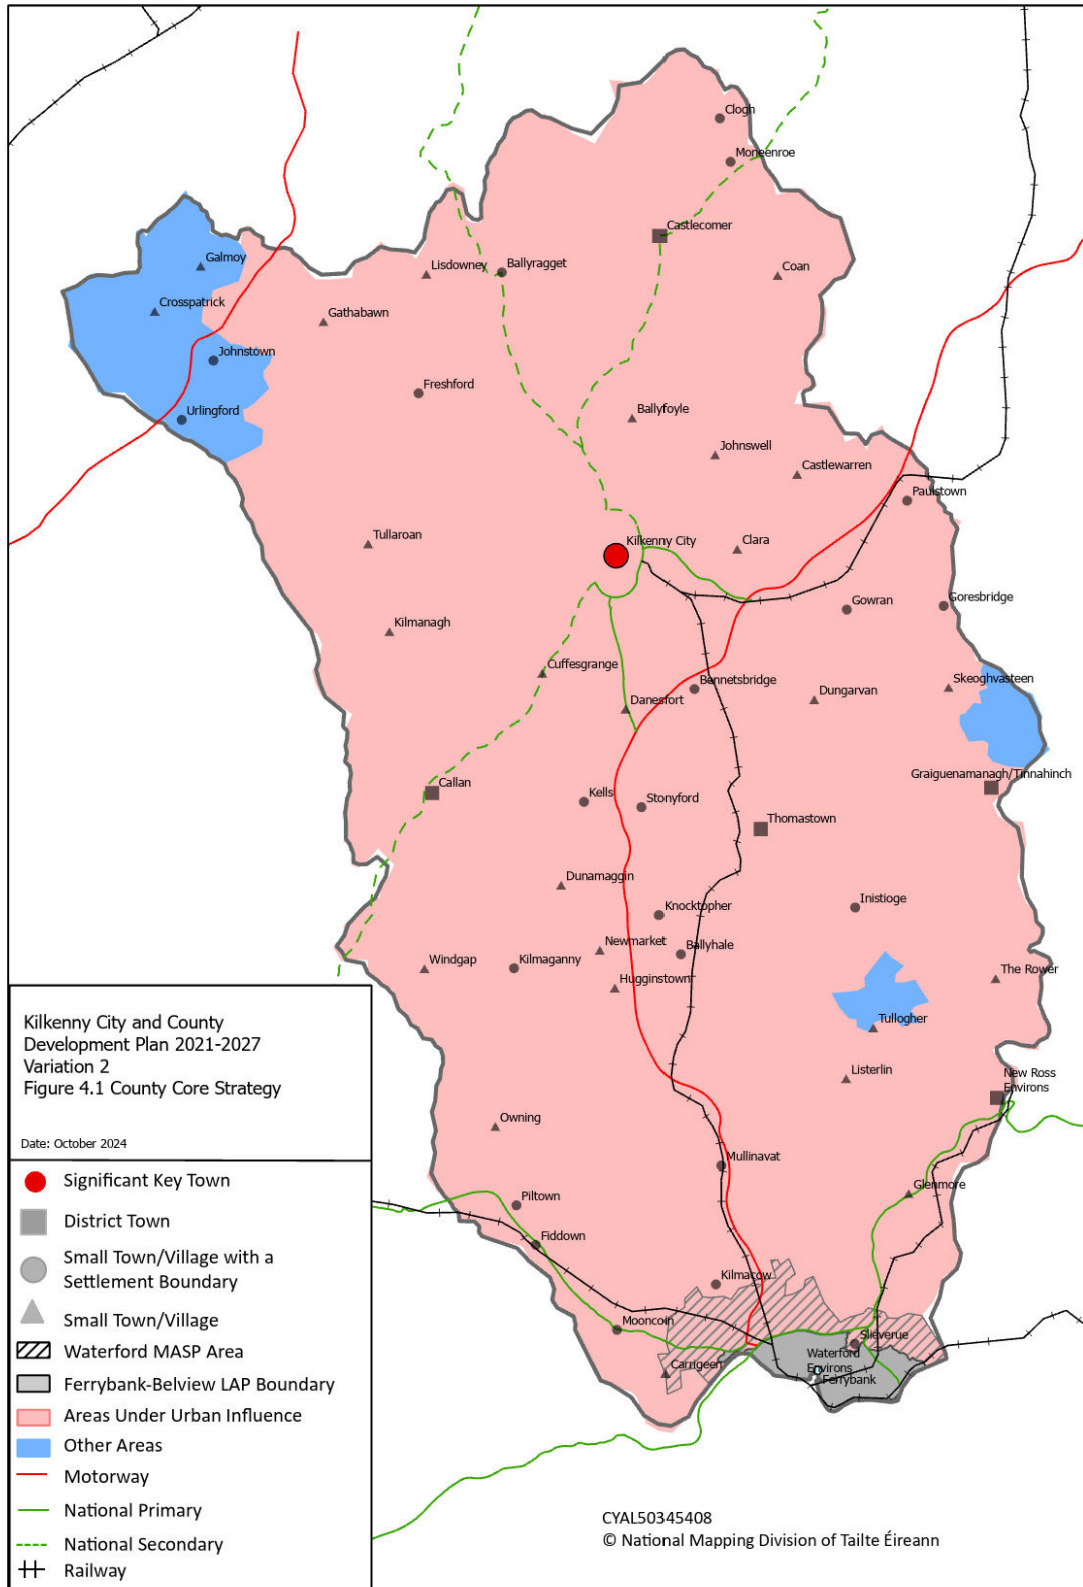 Clogh
Moneenroe
Castlecomer
Galmoy
Lisdowney
Ballyragget
Coan
Crosspatrick
Gathabawn
Johnstown
Freshford
Urlingford
Ballyfoyle
Johnswell
Castlewarren
Paulstown
Tullaroan
Kilkenny City
Clara
Gowran
Goresbridge
Kilmanagh
Cuffesgrange
Bennetsbridge
Skeoghvasteen
Danesfort
Dungarvan
Graiguenamanagh/Tinnahinch
Callan
Kells
Stonyford
Thomastown
Dunamaggin
Inistioge
Knocktopher
Newmarket
Ballyhale
Windgap
Kilmaganny
The Rower
Hugginstown
Tullogher
Listerlin
New Ross
Environs
Owning
Mullinavat
Glenmore
Piltown
Fiddown
Kilmacow
Mooncoin
Slieverue
Waterford
Environs
Carrigeen
Ferrybank
Kilkenny City and County
Development Plan 2021-2027
Variation 2
Figure 4.1 County Core Strategy
Date: October 2024
Significant Key Town
District Town
Small Town/Village with a
Settlement Boundary
Small Town/Village
Waterford MASP Area
Ferrybank-Belview LAP Boundary
Areas Under Urban Influence
Other Areas
Motorway
National Primary
National Secondary
Railway
CYAL50345408
© National Mapping Division of Tailte Éireann